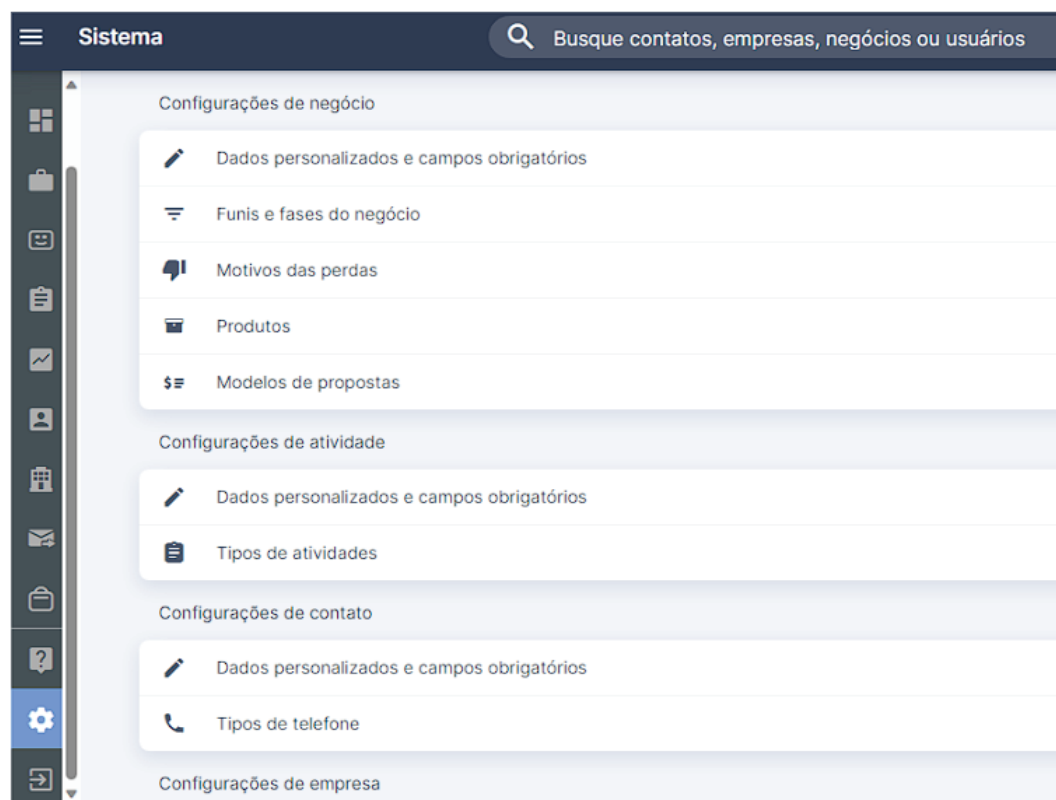 Sistema
Busque contatos, empresas, negócios ou usuários
Configurações de negócio
Dados personalizados e campos obrigatórios
Funis e fases do negócio
Motivos das perdas
Produtos
Modelos de propostas
Configurações de atividade
Dados personalizados e campos obrigatórios
Tipos de atividades
Configurações de contato
Dados personalizados e campos obrigatórios
Tipos de telefone
Configurações de empresa